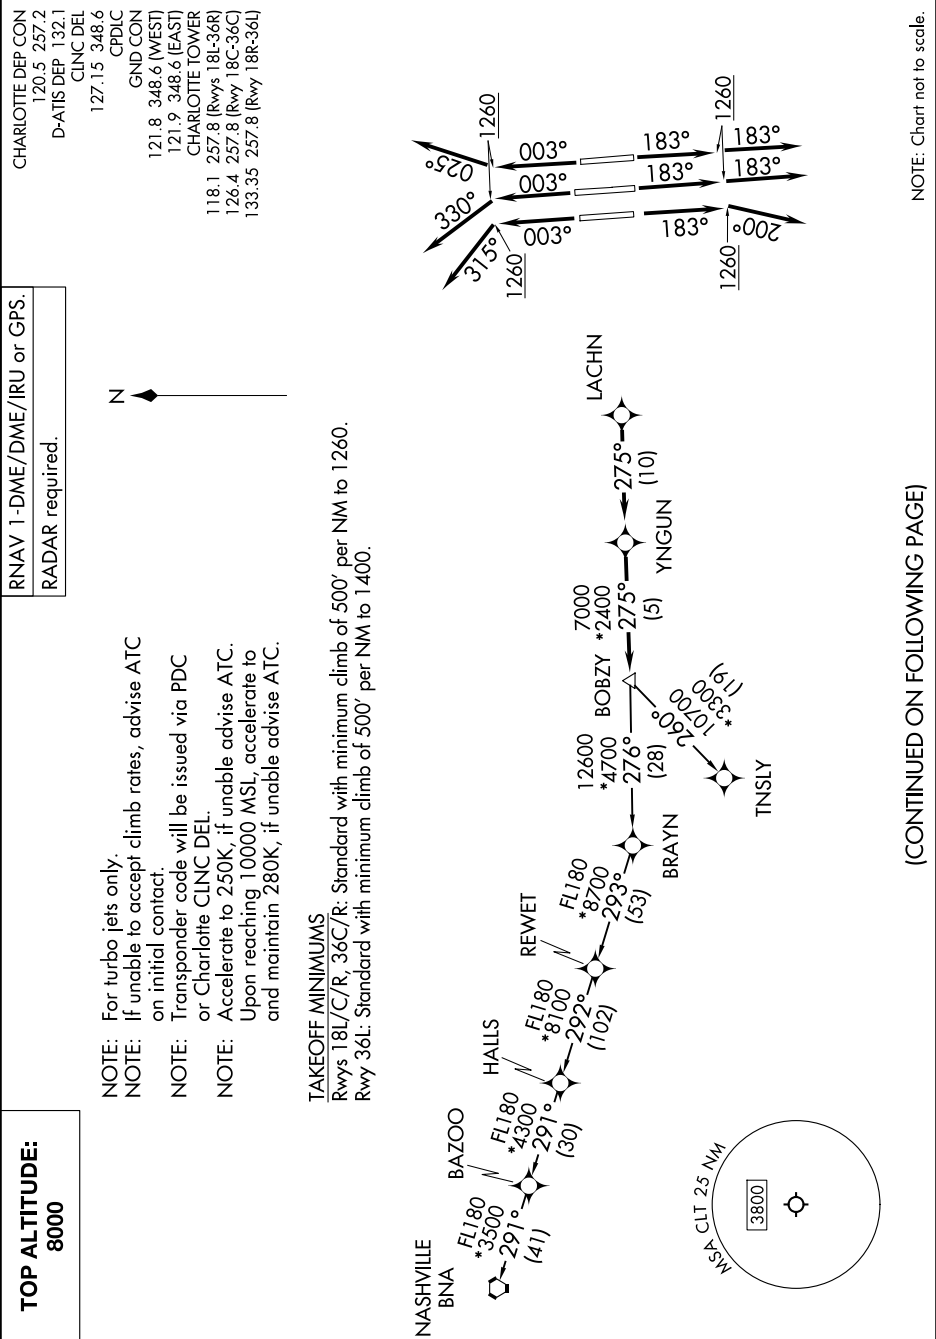 TOP ALTITUDE:
8000
RNAV 1-DME/DME/IRU or GPS.
RADAR required.
CHARLOTTE DEP CON
120.5 257.2
D-ATIS DEP 132.1
CLNC DEL
127.15 348.6
CPDLC
GND CON
121.8 348.6 (WEST)
121.9 348.6 (EAST)
CHARLOTTE TOWER
118.1 257.8 (Rwys 18L-36R)
126.4 257.8 (Rwy 18C-36C)
133.35 257.8 (Rwy 18R-36L)
NOTE: For turbo jets only.
NOTE: If unable to accept climb rates, advise ATC
on initial contact.
NOTE: Transponder code will be issued via PDC
or Charlotte CLNC DEL.
NOTE: Accelerate to 250K, if unable advise ATC.
Upon reaching 10000 MSL, accelerate to
and maintain 280K, if unable advise ATC.
N
TAKEOFF MINIMUMS
Rwys 18L/C/R, 36C/R: Standard with minimum climb of 500' per NM to 1260.
Rwy 36L: Standard with minimum climb of 500' per NM to 1400.
315°
330°
025°
1260
1260
003°
003°
003°
183°
183°
183°
1260
1260
200°
183°
183°
NASHVILLE
BNA
FL180
*3500
291°
(41)
BAZOO
FL180
*4300
291°
(30)
HALLS
FL180
*8100
292°
(102)
REWET
FL180
*8700
293°
(53)
BRAYN
12600
*4700
276°
(28)
BOBZY
7000
*2400
275°
(5)
YNGUN
275°
(10)
LACHN
260°
10700
*3300
(19)
TNSLY
MSA CLT 25 NM
3800
(CONTINUED ON FOLLOWING PAGE)
NOTE: Chart not to scale.